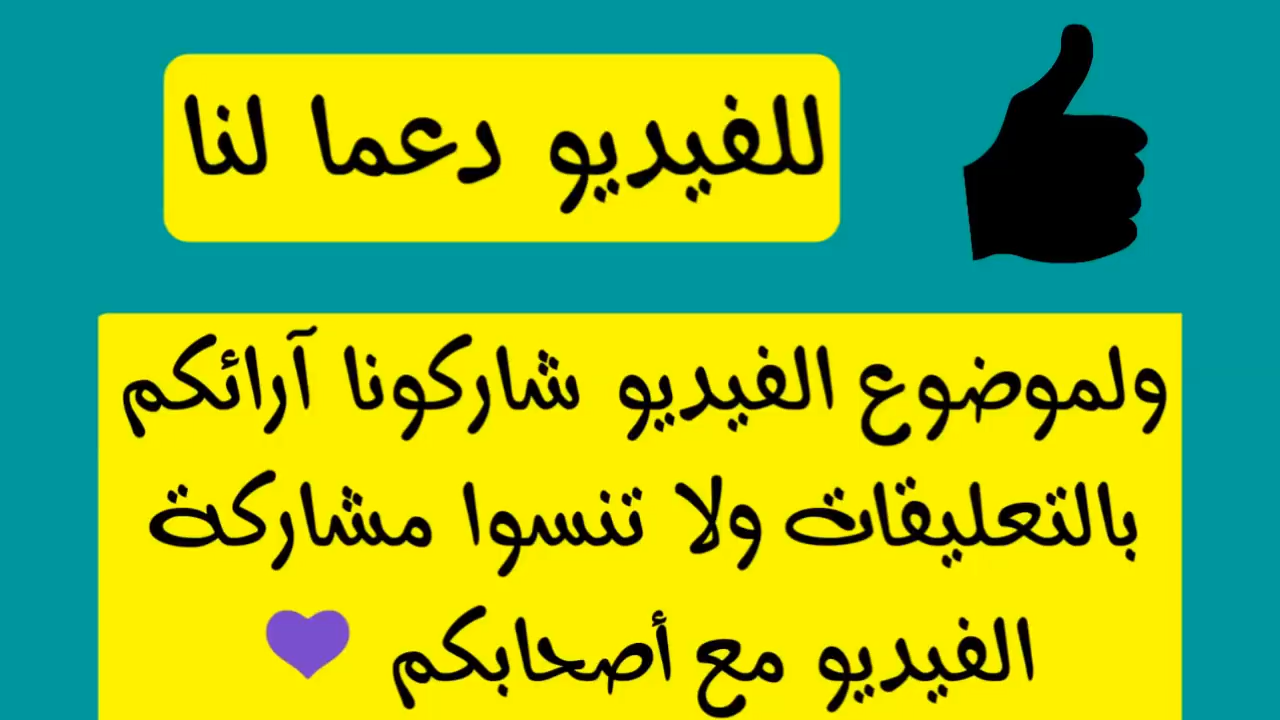 للفيديو دعما لنا
ولموضوع الفيديو شاركونا آرائكم
بالتعليقات ولا تنسوا مشاركة
الفيديو مع أصحابكم 💜